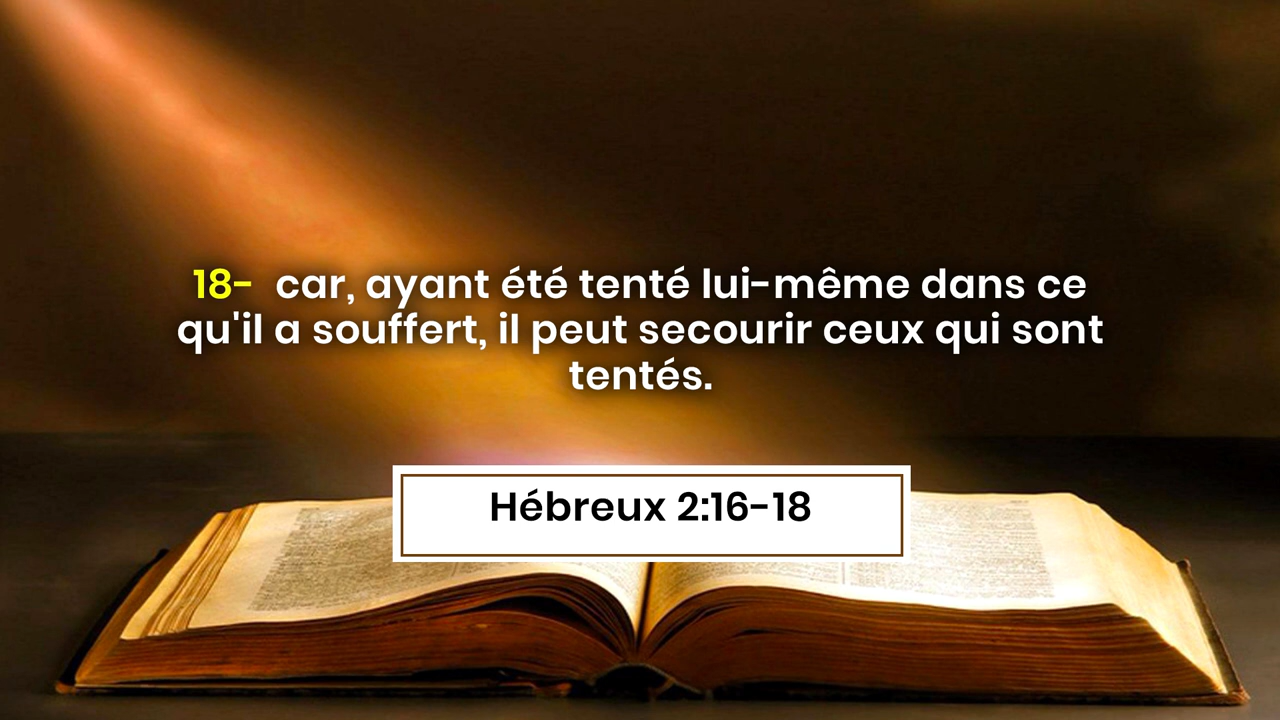 18- car, ayant été tenté lui-même dans ce
qu'il a souffert, il peut secourir ceux qui sont
tentés.
Hébreux 2:16-18